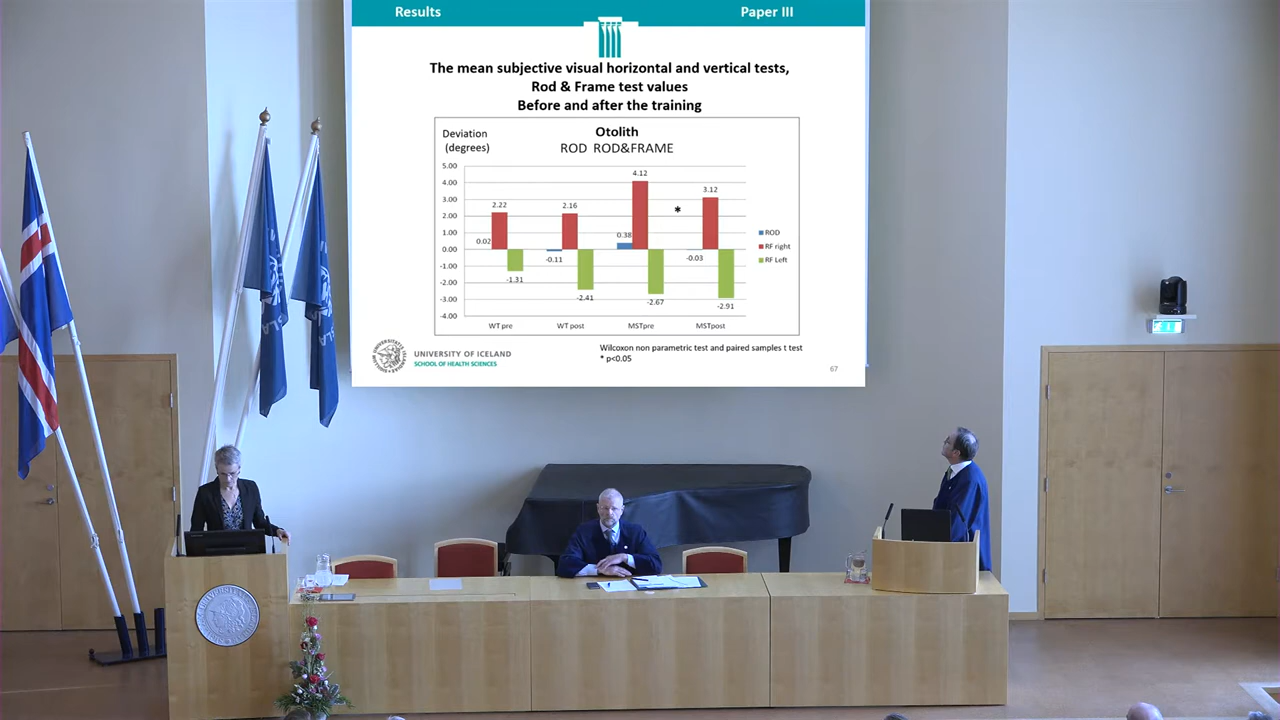 Results
Paper III
The mean subjective visual horizontal and vertical tests,
Rod & Frame test values
Before and after the training
Deviation
(degrees)
Otolith
ROD ROD&FRAME
5.00
4.00
3.00
2.00
1.00
0.00
-1.00
-2.00
-3.00
-4.00
0.02
2.22
-1.31
-0.11
2.16
-2.41
0.38
4.12
-2.67
*
-0.03
3.12
-2.91
WT pre
WT post
MSTpre
MSTpost
ROD
RF right
RF Left
Wilcoxon non parametric test and paired samples t test
* p<0.05
UNIVERSITY OF ICELAND
SCHOOL OF HEALTH SCIENCES
67